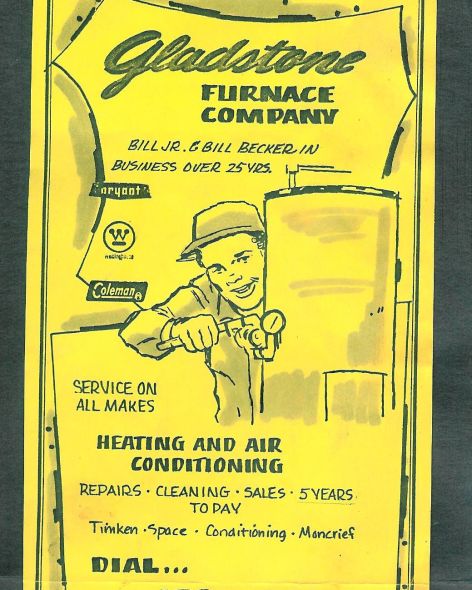 Gladstone
FURNACE
COMPANY
BILL JR. & BILL BECKER IN
BUSINESS OVER 25 YRS.
bryant
Westinghouse
Coleman
SERVICE ON
ALL MAKES
HEATING AND AIR
CONDITIONING
REPAIRS · CLEANING · SALES · 5 YEARS
TO PAY
Timken · Space · Conditioning · Moncrief
DIAL...